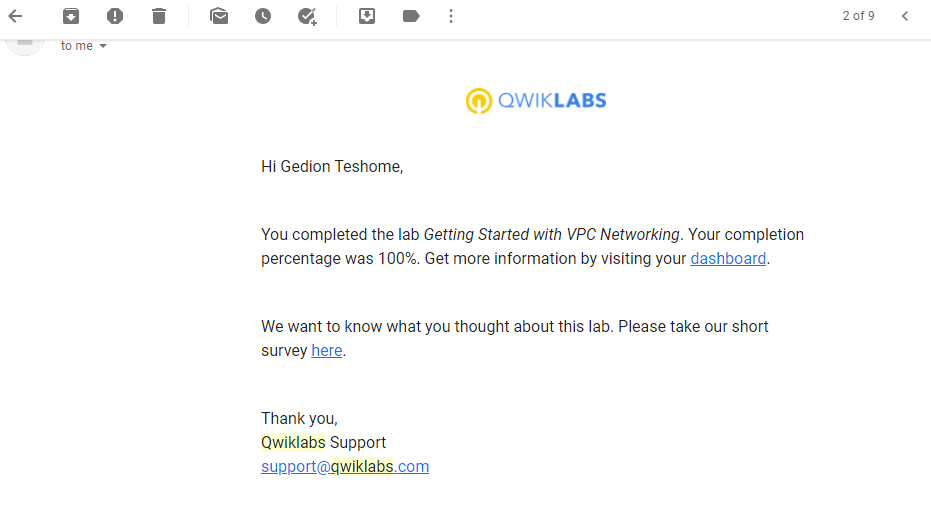 2 of 9
to me
QWIKLABS
Hi Gedion Teshome,
You completed the lab Getting Started with VPC Networking. Your completion
percentage was 100%. Get more information by visiting your dashboard.
We want to know what you thought about this lab. Please take our short
survey here.
Thank you,
Qwiklabs Support
support@qwiklabs.com